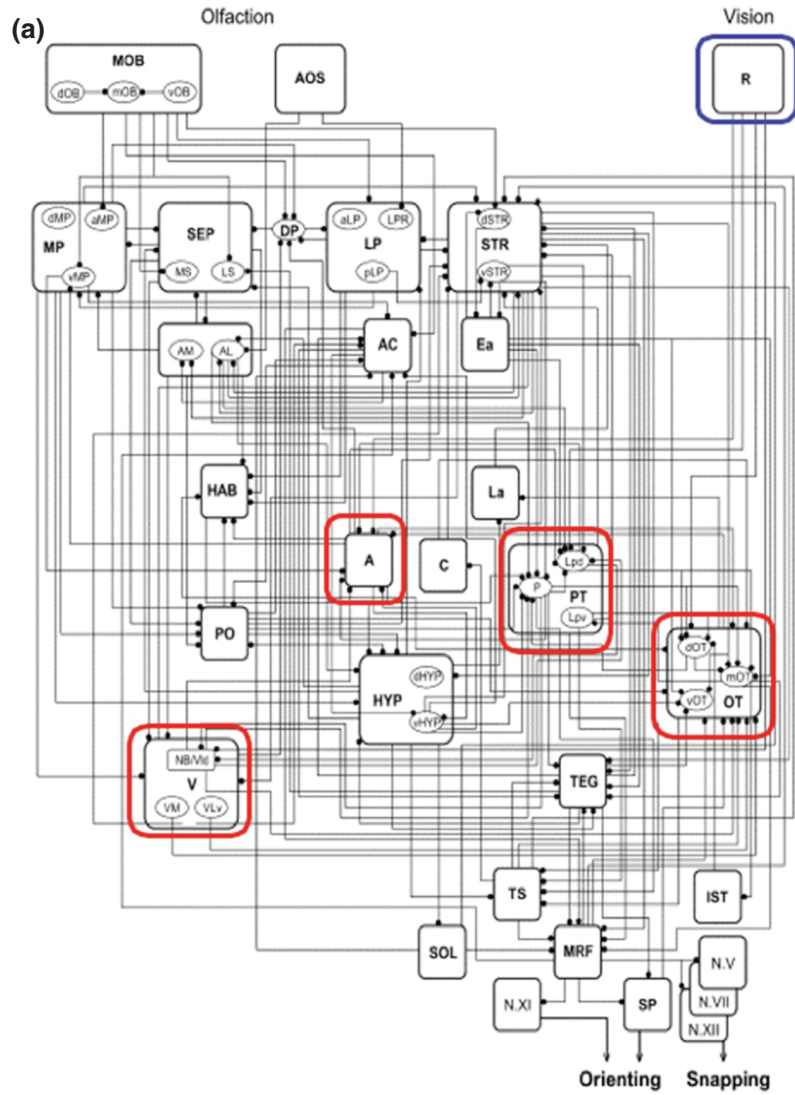 (a)
Olfaction Vision
MOB
dOB mOB vOB
AOS
R
dMP aMP
MP
vMP
SEP
MS LS
DP
aLP LPR
LP
pLP
dSTR
STR
vSTR
AM AL
AC
Ea
HAB
La
A
C
Lpd
P
PT
Lpv
PO
dOT
mOT
vOT OT
dHYP
HYP
vHYP
NB/Vld
V
VM VLv
TEG
TS
IST
SOL
MRF
N.V
N.VII
N.XII
N.XI
SP
Orienting Snapping